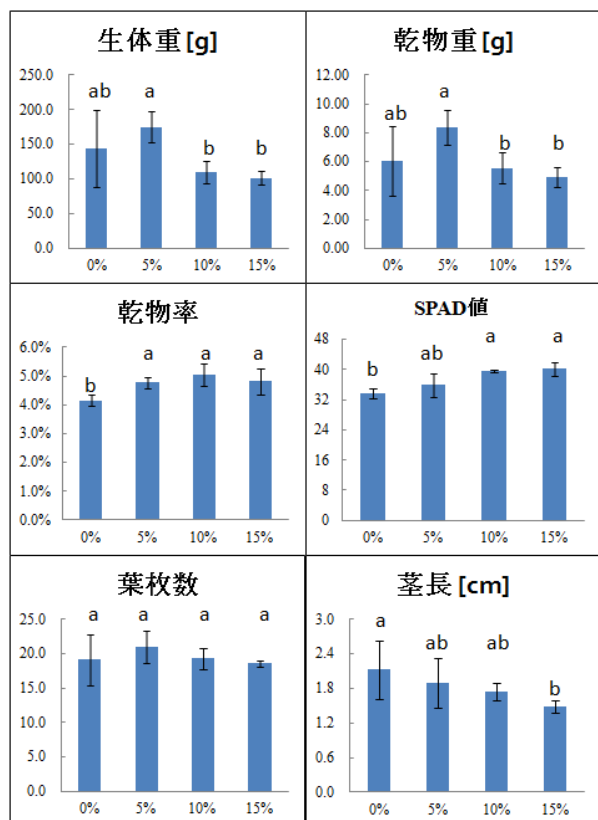 生体重 [g]
250.0
200.0
150.0
100.0
50.0
0.0
ab
a
b
b
0%
5%
10%
15%
乾物重 [g]
12.00
10.00
8.00
6.00
4.00
2.00
0.00
ab
a
b
b
0%
5%
10%
15%
乾物率
6.0%
5.0%
4.0%
3.0%
2.0%
1.0%
0.0%
b
a
a
a
0%
5%
10%
15%
SPAD値
48
40
32
24
16
8
0
b
ab
a
a
0%
5%
10%
15%
葉枚数
25.0
20.0
15.0
10.0
5.0
0.0
a
a
a
a
0%
5%
10%
15%
茎長 [cm]
3.0
2.4
1.8
1.2
0.6
0.0
a
ab
ab
b
0%
5%
10%
15%